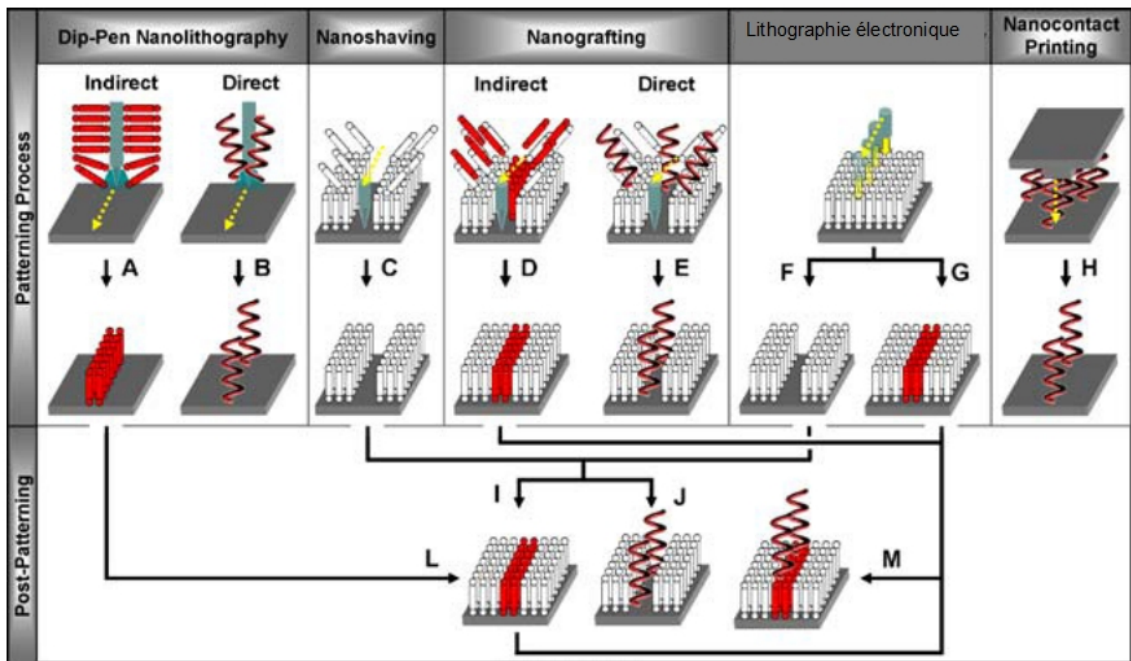 Dip-Pen Nanolithography
Nanoshaving
Nanografting
Lithographie électronique
Nanocontact
Printing
Patterning Process
Indirect
Direct
Indirect
Direct
A
B
C
D
E
F
G
H
Post-Patterning
I
J
L
M